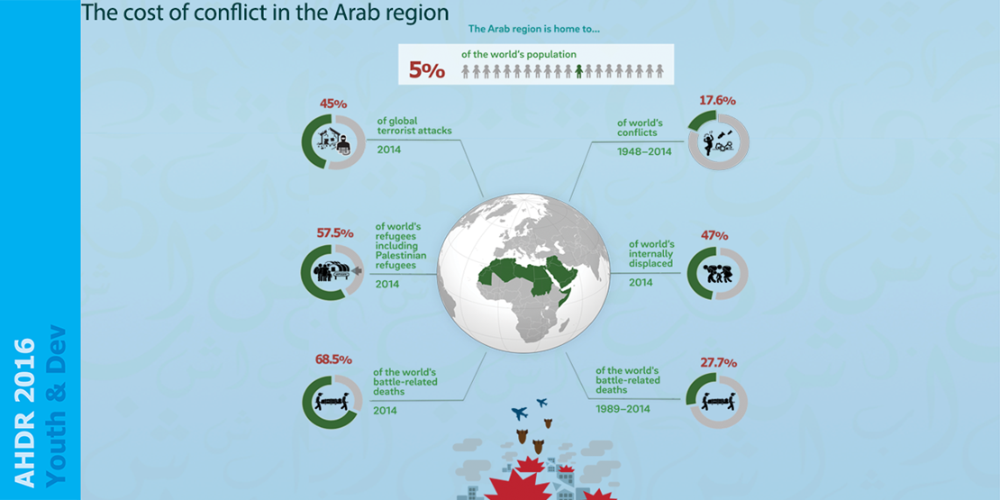 The cost of conflict in the Arab region
The Arab region is home to...
5%
of the world's population
45%
of global
terrorist attacks
2014
17.6%
of world's
conflicts
1948–2014
57.5%
of world's
refugees
including
Palestinian
refugees
2014
47%
of world's
internally
displaced
2014
68.5%
of the world's
battle-related
deaths
2014
27.7%
of the world's
battle-related
deaths
1989–2014
AHDR 2016
Youth & Dev